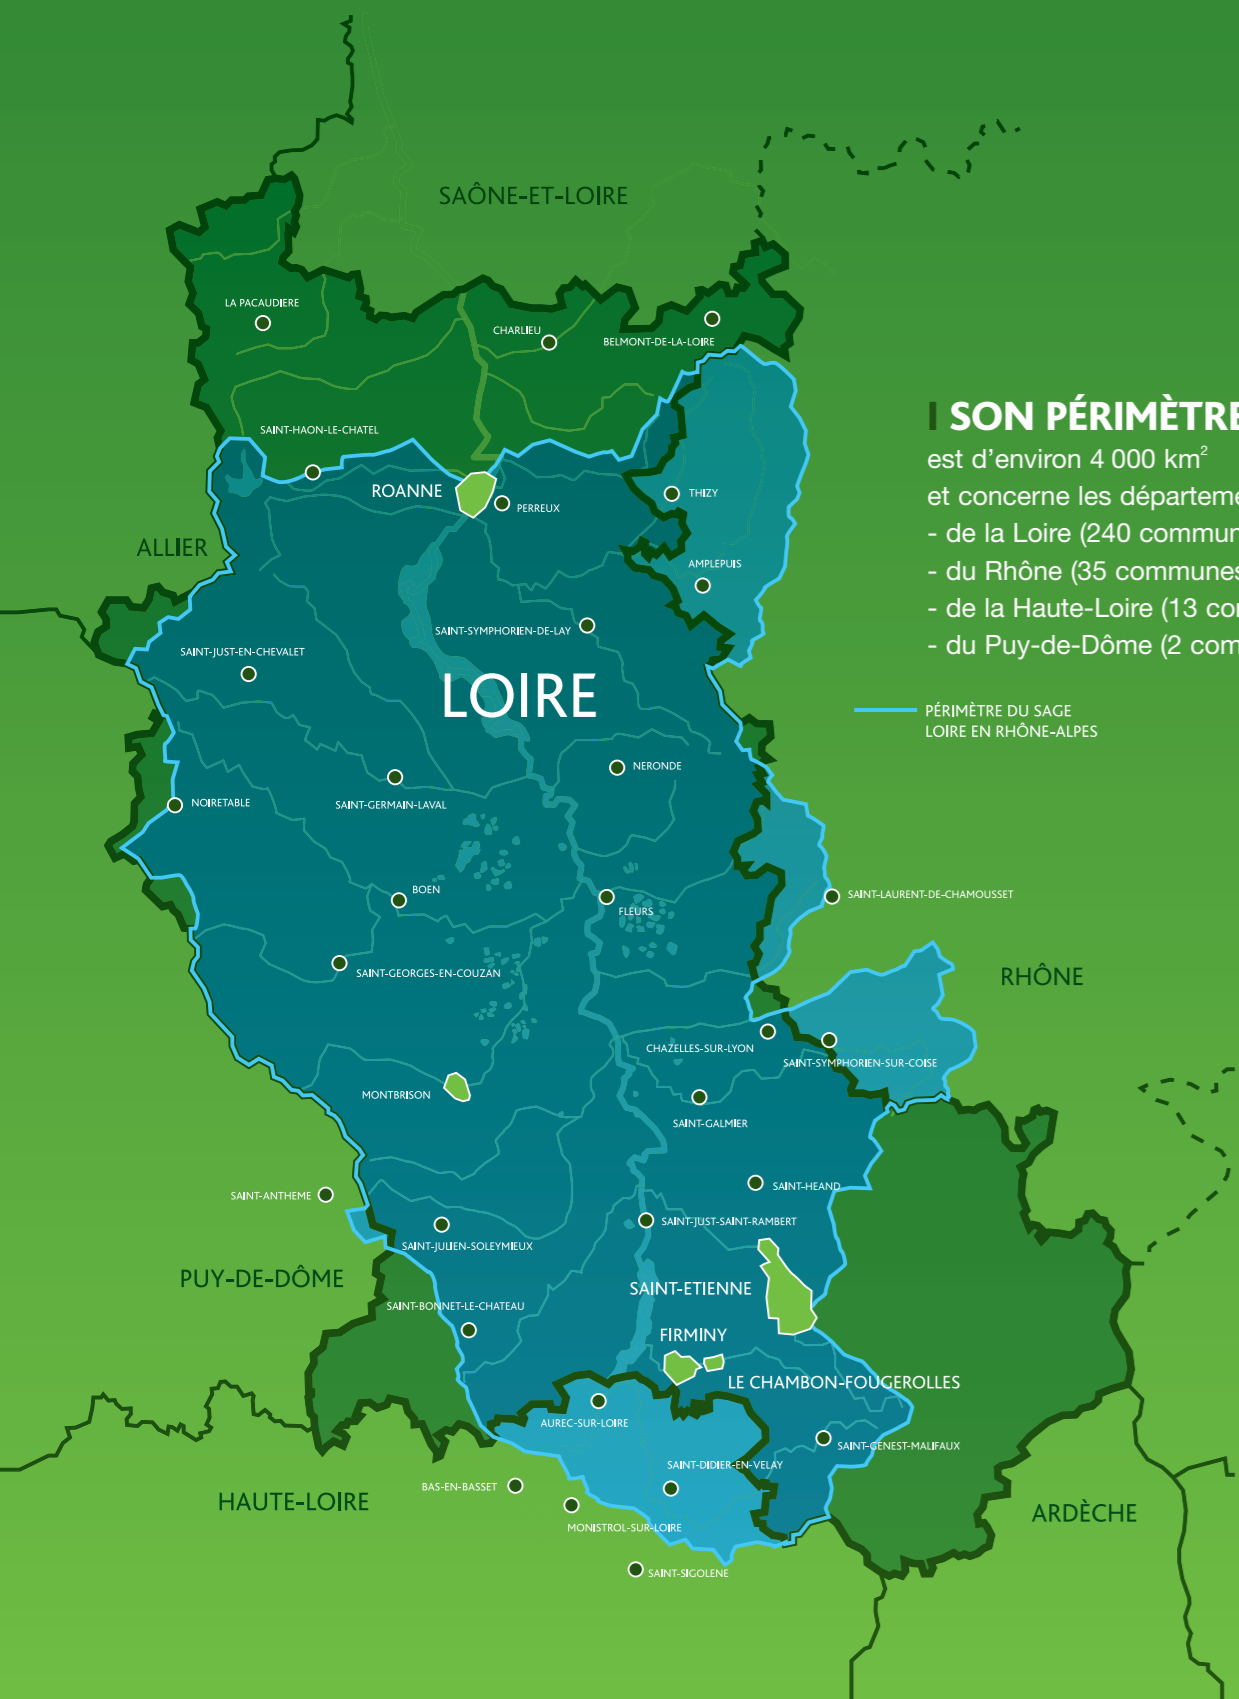 SAÔNE-ET-LOIRE
LA PACAUDIERE
CHARLIEU
BELMONT-DE-LA-LOIRE
I SON PÉRIMÈTRE
est d'environ 4 000 km²
et concerne les départeme
- de la Loire (240 commun
- du Rhône (35 communes
- de la Haute-Loire (13 cor
- du Puy-de-Dôme (2 com
PÉRIMÈTRE DU SAGE
LOIRE EN RHÔNE-ALPES
SAINT-HAON-LE-CHATEL
ROANNE
PERREUX
THIZY
ALLIER
AMPLEPUIS
SAINT-SYMPHORIEN-DE-LAY
SAINT-JUST-EN-CHEVALET
LOIRE
NERONDE
NOIRETABLE
SAINT-GERMAIN-LAVAL
BOEN
FLEURS
SAINT-LAURENT-DE-CHAMOUSSET
SAINT-GEORGES-EN-COUZAN
RHÔNE
CHAZELLES-SUR-LYON
SAINT-SYMPHORIEN-SUR-COISE
MONTBRISON
SAINT-GALMIER
SAINT-HEAND
SAINT-ANTHEME
SAINT-JUST-SAINT-RAMBERT
SAINT-JULIEN-SOLEYMIEUX
PUY-DE-DÔME
SAINT-ETIENNE
SAINT-BONNET-LE-CHATEAU
FIRMINY
LE CHAMBON-FOUGEROLLES
AUREC-SUR-LOIRE
SAINT-GENEST-MALIFAUX
SAINT-DIDIER-EN-VELAY
BAS-EN-BASSET
HAUTE-LOIRE
ARDÈCHE
MONISTROL-SUR-LOIRE
SAINT-SIGOLENE